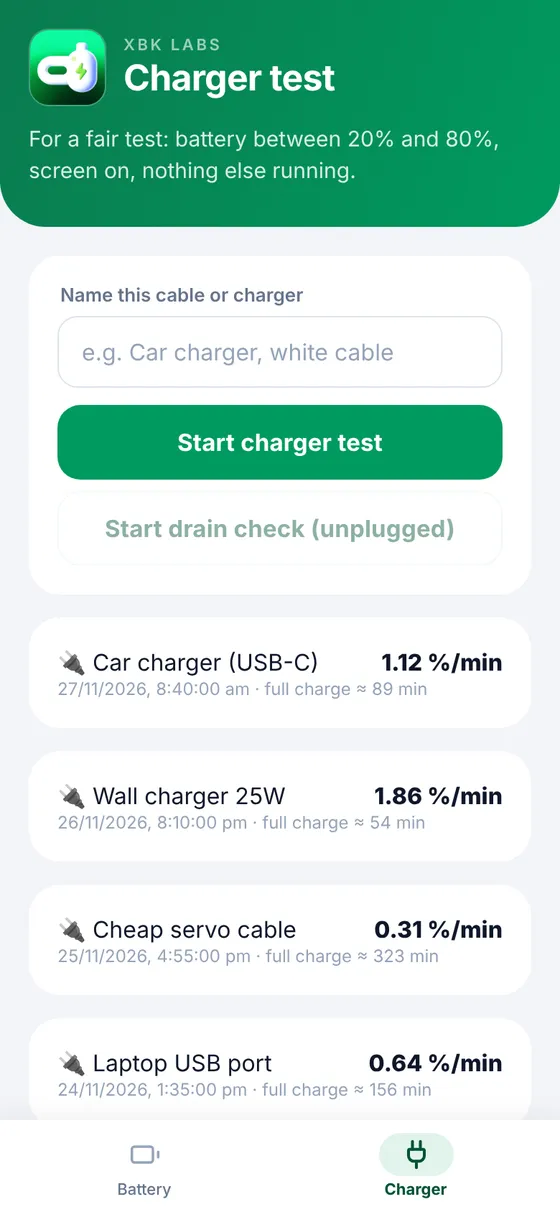 XBK LABS
Charger test
For a fair test: battery between 20% and 80%,
screen on, nothing else running.
Name this cable or charger
e.g. Car charger, white cable
Start charger test
Start drain check (unplugged)
🔌 Car charger (USB-C) 1.12 %/min
27/11/2026, 8:40:00 am · full charge ≈ 89 min
🔌 Wall charger 25W 1.86 %/min
26/11/2026, 8:10:00 pm · full charge ≈ 54 min
🔌 Cheap servo cable 0.31 %/min
25/11/2026, 4:55:00 pm · full charge ≈ 323 min
🔌 Laptop USB port 0.64 %/min
24/11/2026, 1:35:00 pm · full charge ≈ 156 min
Battery Charger